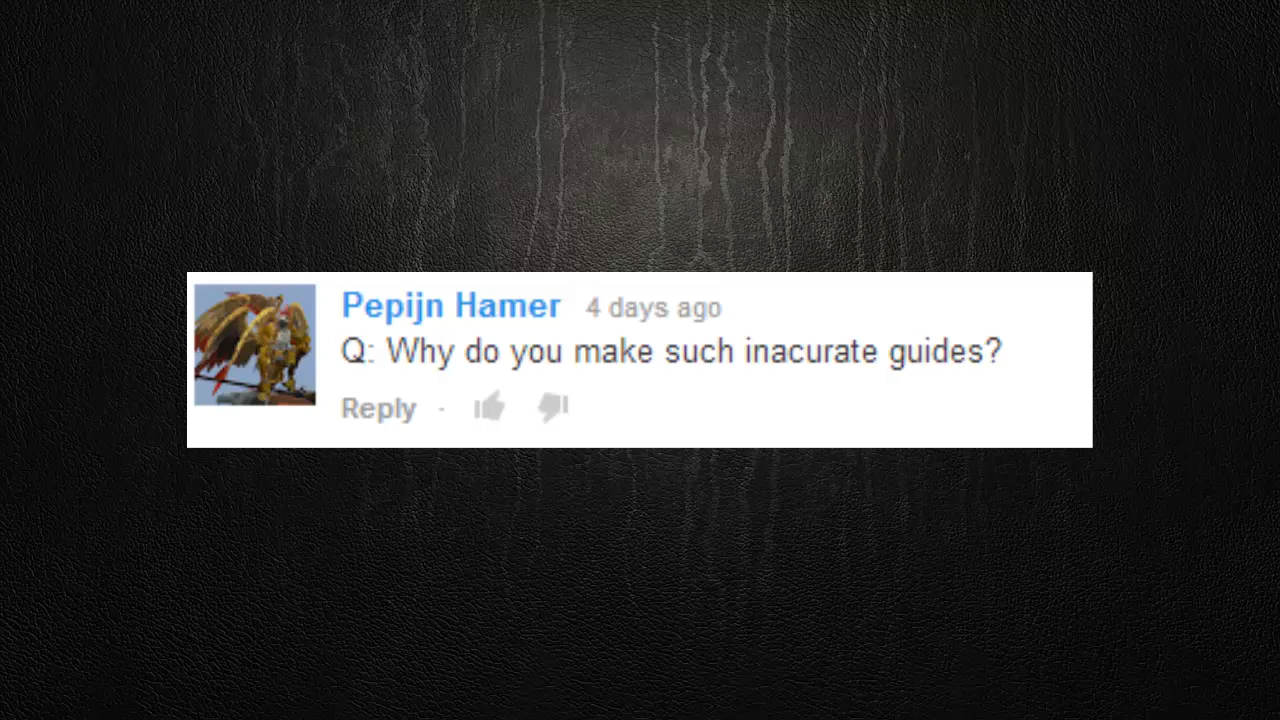 Pepijn Hamer 4 days ago
Q: Why do you make such inacurate guides?
Reply ·